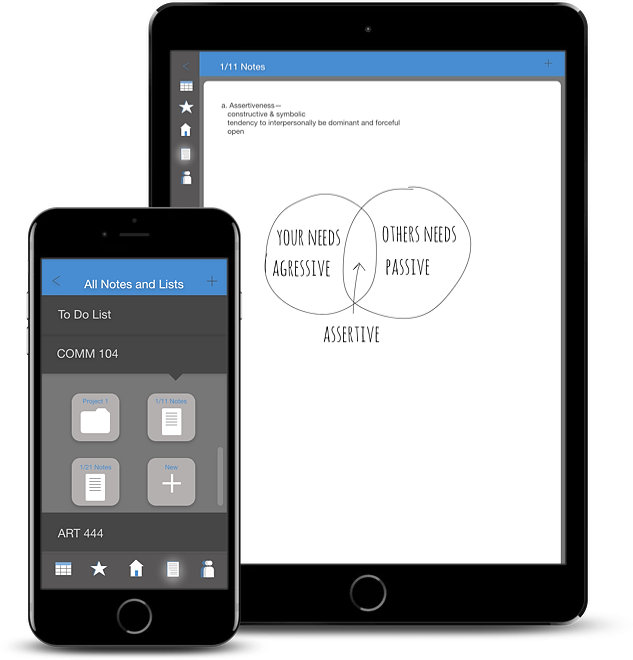 1/11 Notes
a. Assertiveness—
constructive & symbolic
tendency to interpersonally be dominant and forceful
open
YOUR NEEDS
AGRESSIVE
OTHERS NEEDS
PASSIVE
ASSERTIVE
All Notes and Lists
To Do List
COMM 104
Project 1
1/11 Notes
1/21 Notes
New
ART 444